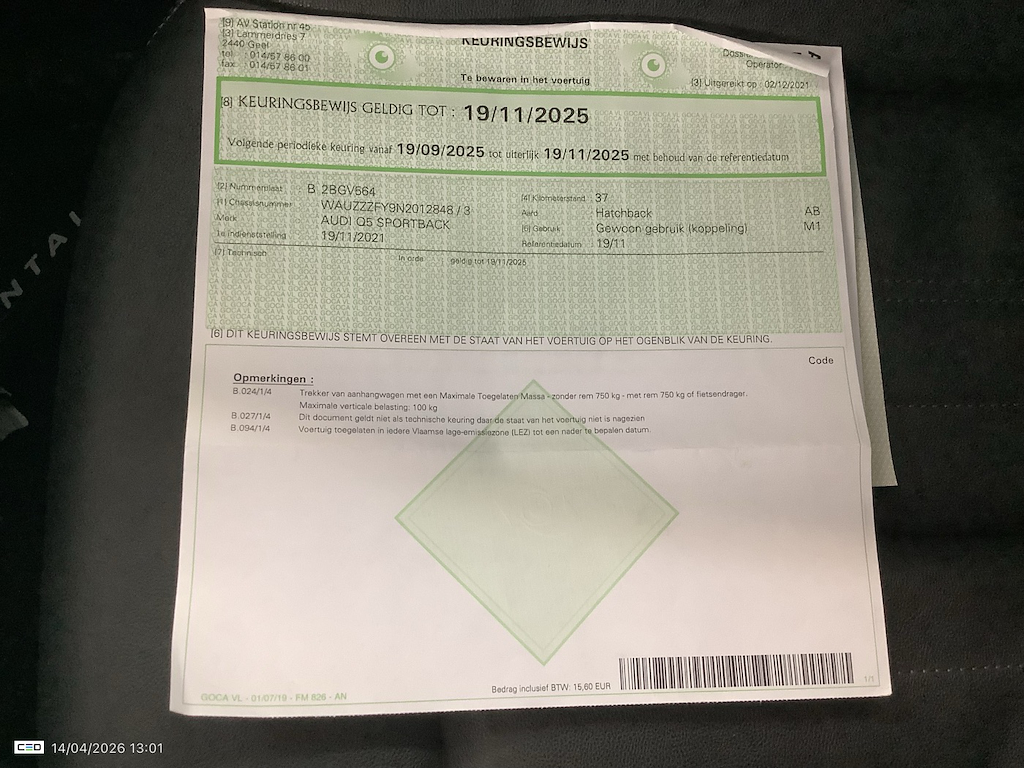 [9] AV Station nr 45
[3] Lammerdries 7
2440 Geel
tel : 014/57 86 00
fax : 014/57 86 01
KEURINGSBEWIJS
Te bewaren in het voertuig
Operator
[3] Uitgereikt op : 02/12/2021
[8] KEURINGSBEWIJS GELDIG TOT : 19/11/2025
Volgende periodieke keuring vanaf 19/09/2025 tot uiterlijk 19/11/2025 met behoud van de referentiedatum
[2] Nummerplaat : B 2BGV664
[1] Chassisnummer : WAUZZZFY9N2012848 / 3
Merk : AUDI Q5 SPORTBACK
1e indienststelling : 19/11/2021
[4] Kilometerstand : 37
Aard : Hatchback AB
[5] Gebruik : Gewoon gebruik (koppeling) M1
Referentiedatum : 19/11
[7] Technisch In orde geldig tot 19/11/2025
[6] DIT KEURINGSBEWIJS STEMT OVEREEN MET DE STAAT VAN HET VOERTUIG OP HET OGENBLIK VAN DE KEURING.
Code
Opmerkingen :
B.024/1/4 Trekker van aanhangwagen met een Maximale Toegelaten Massa - zonder rem 750 kg - met rem 750 kg of fietsendrager.
Maximale verticale belasting: 100 kg
B.027/1/4 Dit document geldt niet als technische keuring daar de staat van het voertuig niet is nagezien
B.094/1/4 Voertuig toegelaten in iedere Vlaamse lage-emissiezone (LEZ) tot een nader te bepalen datum.
Bedrag inclusief BTW: 15,60 EUR
1/1
GOCA VL - 01/07/19 - FM 826 - AN
NTAI
CEO 14/04/2026 13:01